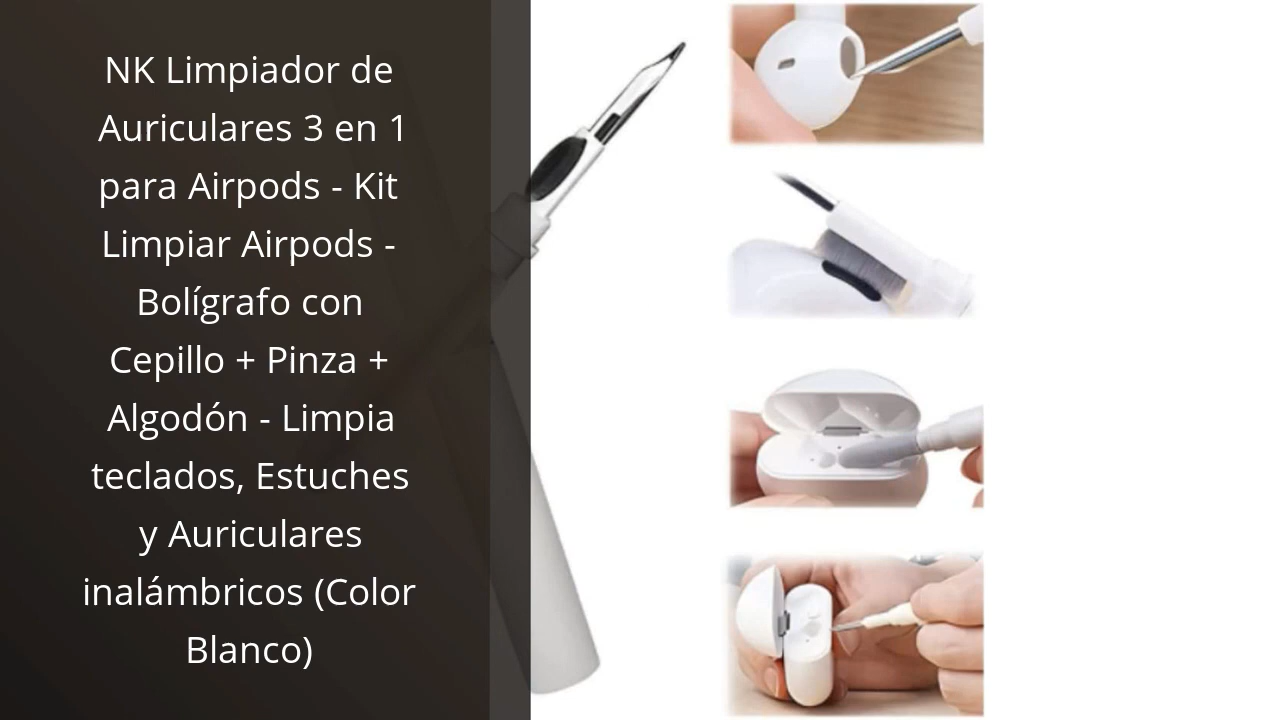 NK Limpiador de
Auriculares 3 en 1
para Airpods - Kit
Limpiar Airpods -
Bolígrafo con
Cepillo + Pinza +
Algodón - Limpia
teclados, Estuches
y Auriculares
inalámbricos (Color
Blanco)